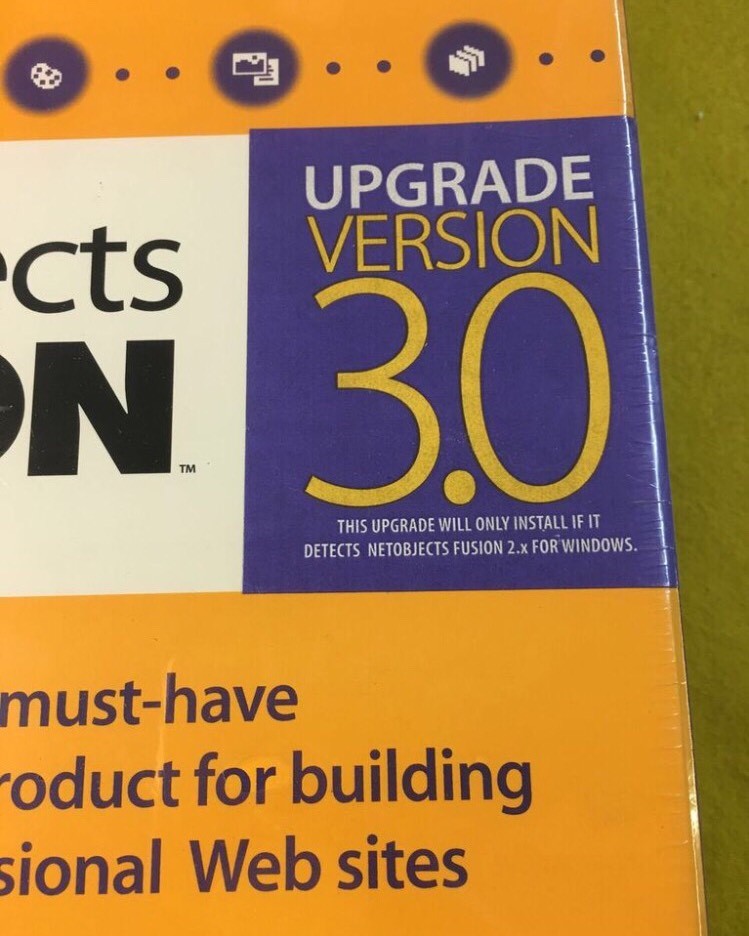 UPGRADE
VERSION
3.0
THIS UPGRADE WILL ONLY INSTALL IF IT
DETECTS NETOBJECTS FUSION 2.x FOR WINDOWS.
ects
ON
TM
must-have
roduct for building
sional Web sites